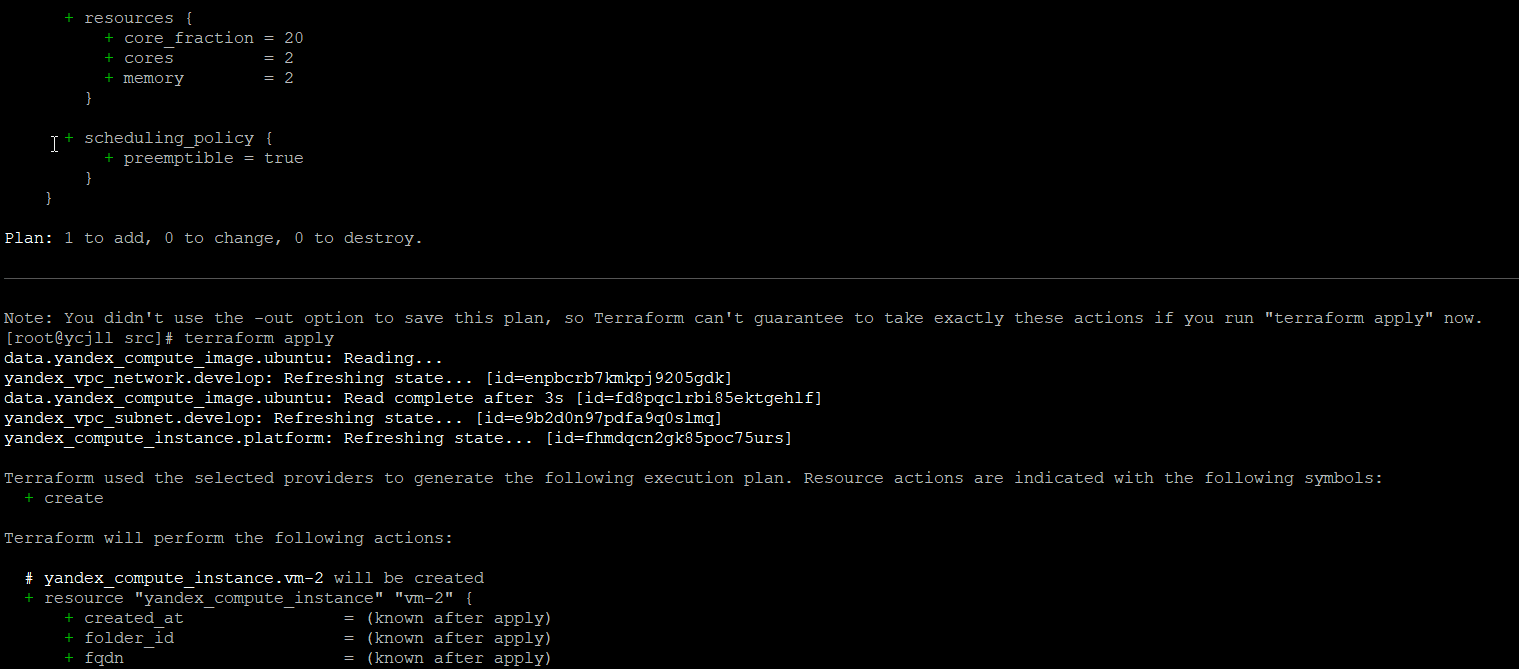 + resources {
+ core_fraction = 20
+ cores = 2
+ memory = 2
}
+ scheduling_policy {
+ preemptible = true
}
}
Plan: 1 to add, 0 to change, 0 to destroy.
Note: You didn't use the -out option to save this plan, so Terraform can't guarantee to take exactly these actions if you run "terraform apply" now.
[root@ycjll src]# terraform apply
data.yandex_compute_image.ubuntu: Reading...
yandex_vpc_network.develop: Refreshing state... [id=enpbcrb7kmkpj9205gdk]
data.yandex_compute_image.ubuntu: Read complete after 3s [id=fd8pqclrbi85ektgehlf]
yandex_vpc_subnet.develop: Refreshing state... [id=e9b2d0n97pdfa9q0slmq]
yandex_compute_instance.platform: Refreshing state... [id=fhmdqcn2gk85poc75urs]
Terraform used the selected providers to generate the following execution plan. Resource actions are indicated with the following symbols:
+ create
Terraform will perform the following actions:
# yandex_compute_instance.vm-2 will be created
+ resource "yandex_compute_instance" "vm-2" {
+ created_at = (known after apply)
+ folder_id = (known after apply)
+ fqdn = (known after apply)